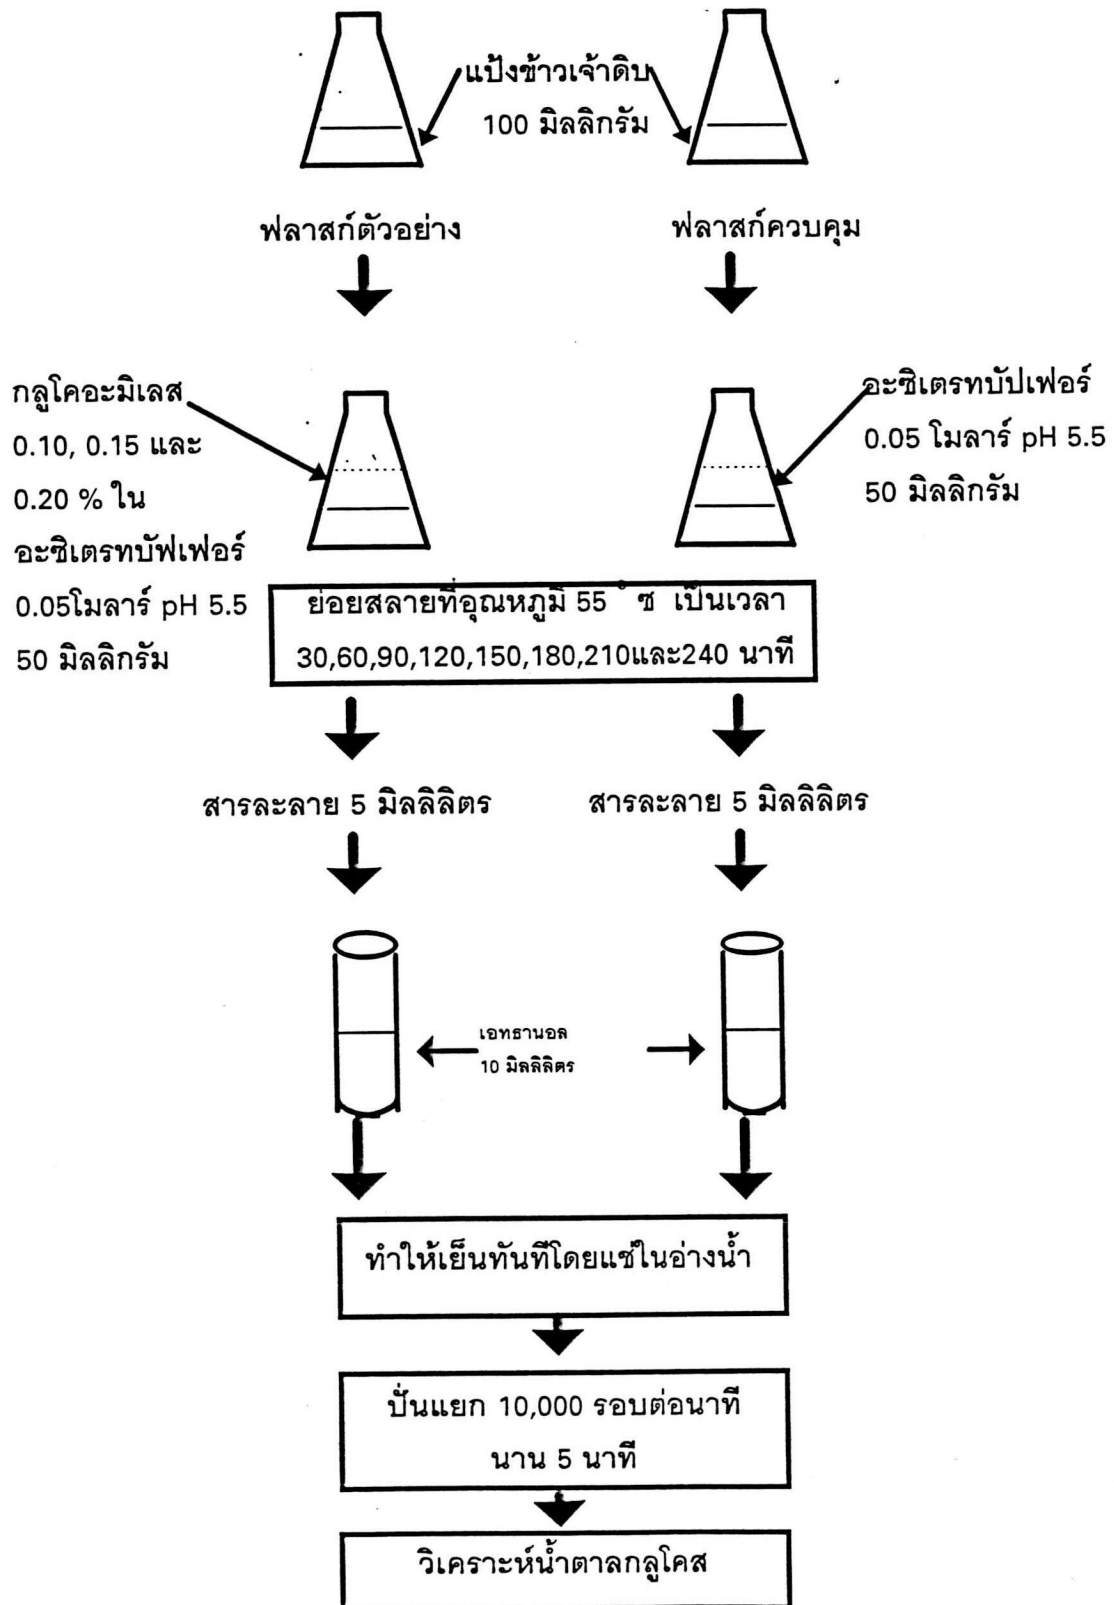 แป้งข้าวเจ้าดิบ
100 มิลลิกรัม
ฟลาสก์ตัวอย่าง
ฟลาสก์ควบคุม
กลูโคอะมิเลส
0.10, 0.15 และ
0.20 % ใน
อะซิเตรทบัฟเฟอร์
0.05โมลาร์ pH 5.5
50 มิลลิกรัม
อะซิเตรทบัปเฟอร์
0.05 โมลาร์ pH 5.5
50 มิลลิกรัม
ย่อยสลายที่อุณหภูมิ 55 ° ซ เป็นเวลา
30,60,90,120,150,180,210และ240 นาที
สารละลาย 5 มิลลิลิตร
สารละลาย 5 มิลลิลิตร
เอทธานอล
10 มิลลิลิตร
ทำให้เย็นทันทีโดยแช่ในอ่างน้ำ
ปั่นแยก 10,000 รอบต่อนาที
นาน 5 นาที
วิเคราะห์น้ำตาลกลูโคส